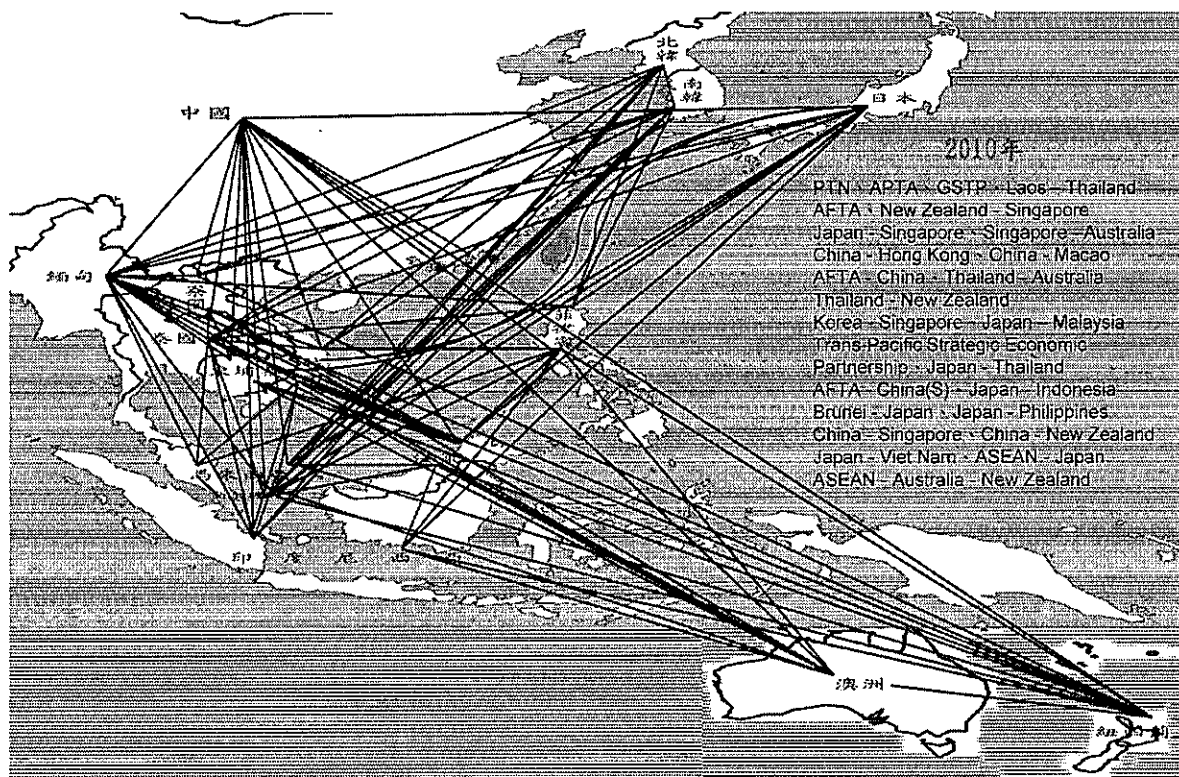 北韓
南韓
中國
日本
2010年
PTN、APTA、GSTP、Laos－Thailand
AFTA、New Zealand - Singapore
Japan - Singapore、Singapore - Australia
China - Hong Kong、China - Macao
AFTA - China、Thailand - Australia
Thailand - New Zealand
Korea - Singapore、Japan - Malaysia
Trans-Pacific Strategic Economic
Partnership、Japan - Thailand
AFTA - China(S)、Japan - Indonesia
Brunei - Japan、Japan - Philippines
China - Singapore、China - New Zealand
Japan - Viet Nam、ASEAN - Japan
ASEAN - Australia - New Zealand
緬甸
泰國
印度尼西
澳洲